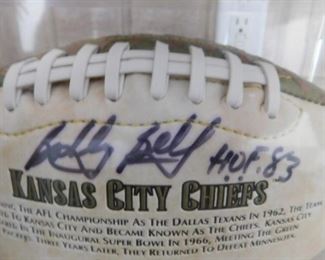 Bobby Bell HOF. 83
KANSAS CITY CHIEFS
THE AFL CHAMPIONSHIP AS THE DALLAS TEXANS IN 1962, THE TEAM
TO KANSAS CITY AND BECAME KNOWN AS THE CHIEFS. KANSAS CITY
IN THE INAUGURAL SUPER BOWL IN 1966, MEETING THE GREEN
PACKERS. THREE YEARS LATER, THEY RETURNED TO DEFEAT MINNESOTA.